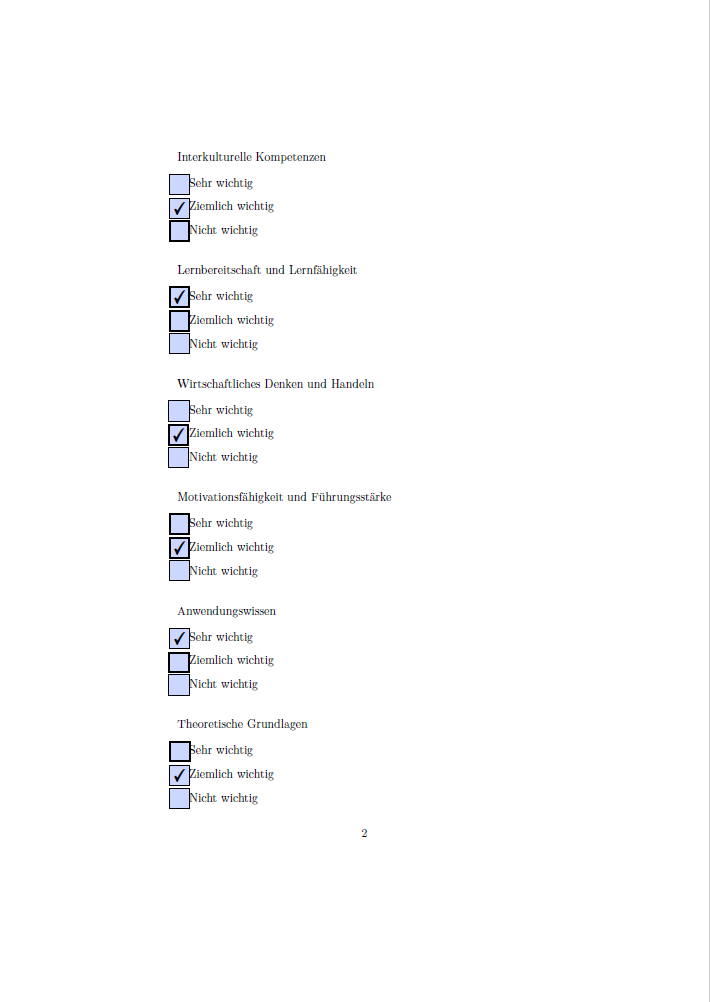 Interkulturelle Kompetenzen
Sehr wichtig
✓ Ziemlich wichtig
Nicht wichtig
Lernbereitschaft und Lernfähigkeit
✓ Sehr wichtig
Ziemlich wichtig
Nicht wichtig
Wirtschaftliches Denken und Handeln
Sehr wichtig
✓ Ziemlich wichtig
Nicht wichtig
Motivationsfähigkeit und Führungsstärke
Sehr wichtig
✓ Ziemlich wichtig
Nicht wichtig
Anwendungswissen
✓ Sehr wichtig
Ziemlich wichtig
Nicht wichtig
Theoretische Grundlagen
Sehr wichtig
✓ Ziemlich wichtig
Nicht wichtig
2